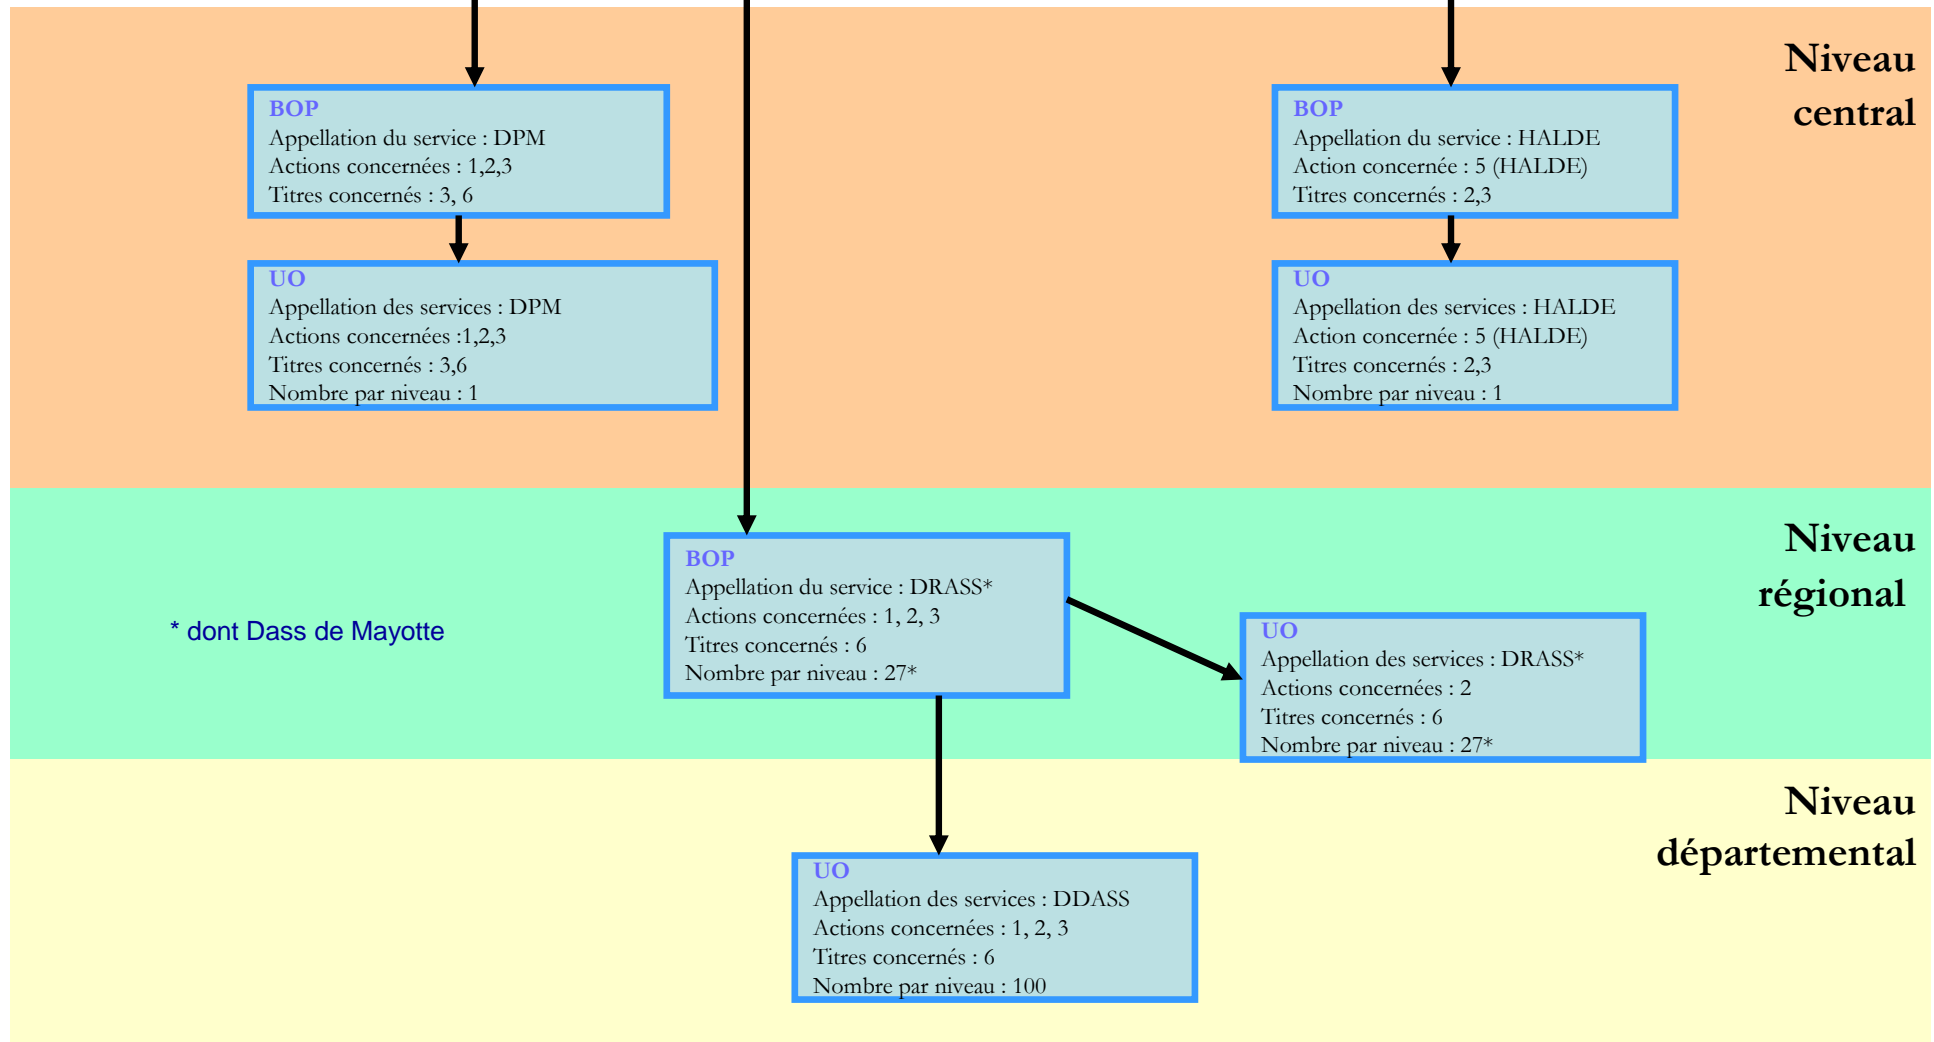 Niveau
central
BOP
Appellation du service : DPM
Actions concernées : 1,2,3
Titres concernés : 3, 6
BOP
Appellation du service : HALDE
Action concernée : 5 (HALDE)
Titres concernés : 2,3
UO
Appellation des services : DPM
Actions concernées :1,2,3
Titres concernés : 3,6
Nombre par niveau : 1
UO
Appellation des services : HALDE
Action concernée : 5 (HALDE)
Titres concernés : 2,3
Nombre par niveau : 1
Niveau
régional
BOP
Appellation du service : DRASS*
Actions concernées : 1, 2, 3
Titres concernés : 6
Nombre par niveau : 27*
* dont Dass de Mayotte
UO
Appellation des services : DRASS*
Actions concernées : 2
Titres concernés : 6
Nombre par niveau : 27*
Niveau
départemental
UO
Appellation des services : DDASS
Actions concernées : 1, 2, 3
Titres concernés : 6
Nombre par niveau : 100